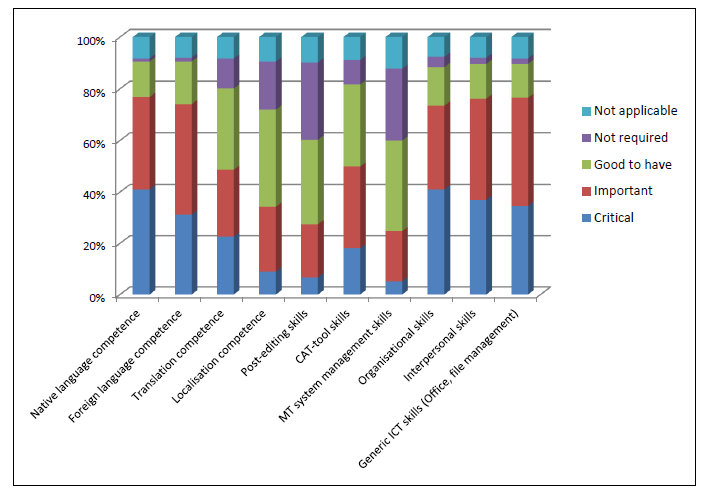 100%
80%
60%
40%
20%
0%
Native language competence
Foreign language competence
Translation competence
Localisation competence
Post-editing skills
CAT-tool skills
MT system management skills
Organisational skills
Interpersonal skills
Generic ICT skills (Office, file management)
Not applicable
Not required
Good to have
Important
Critical